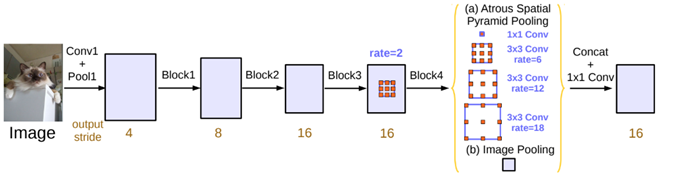 (a) Atrous Spatial
Pyramid Pooling
Conv1
+
Pool1
Block1
Block2
Block3
rate=2
Block4
1x1 Conv
3x3 Conv
rate=6
3x3 Conv
rate=12
3x3 Conv
rate=18
(b) Image Pooling
Concat
+
1x1 Conv
Image
output
stride
4
8
16
16
16